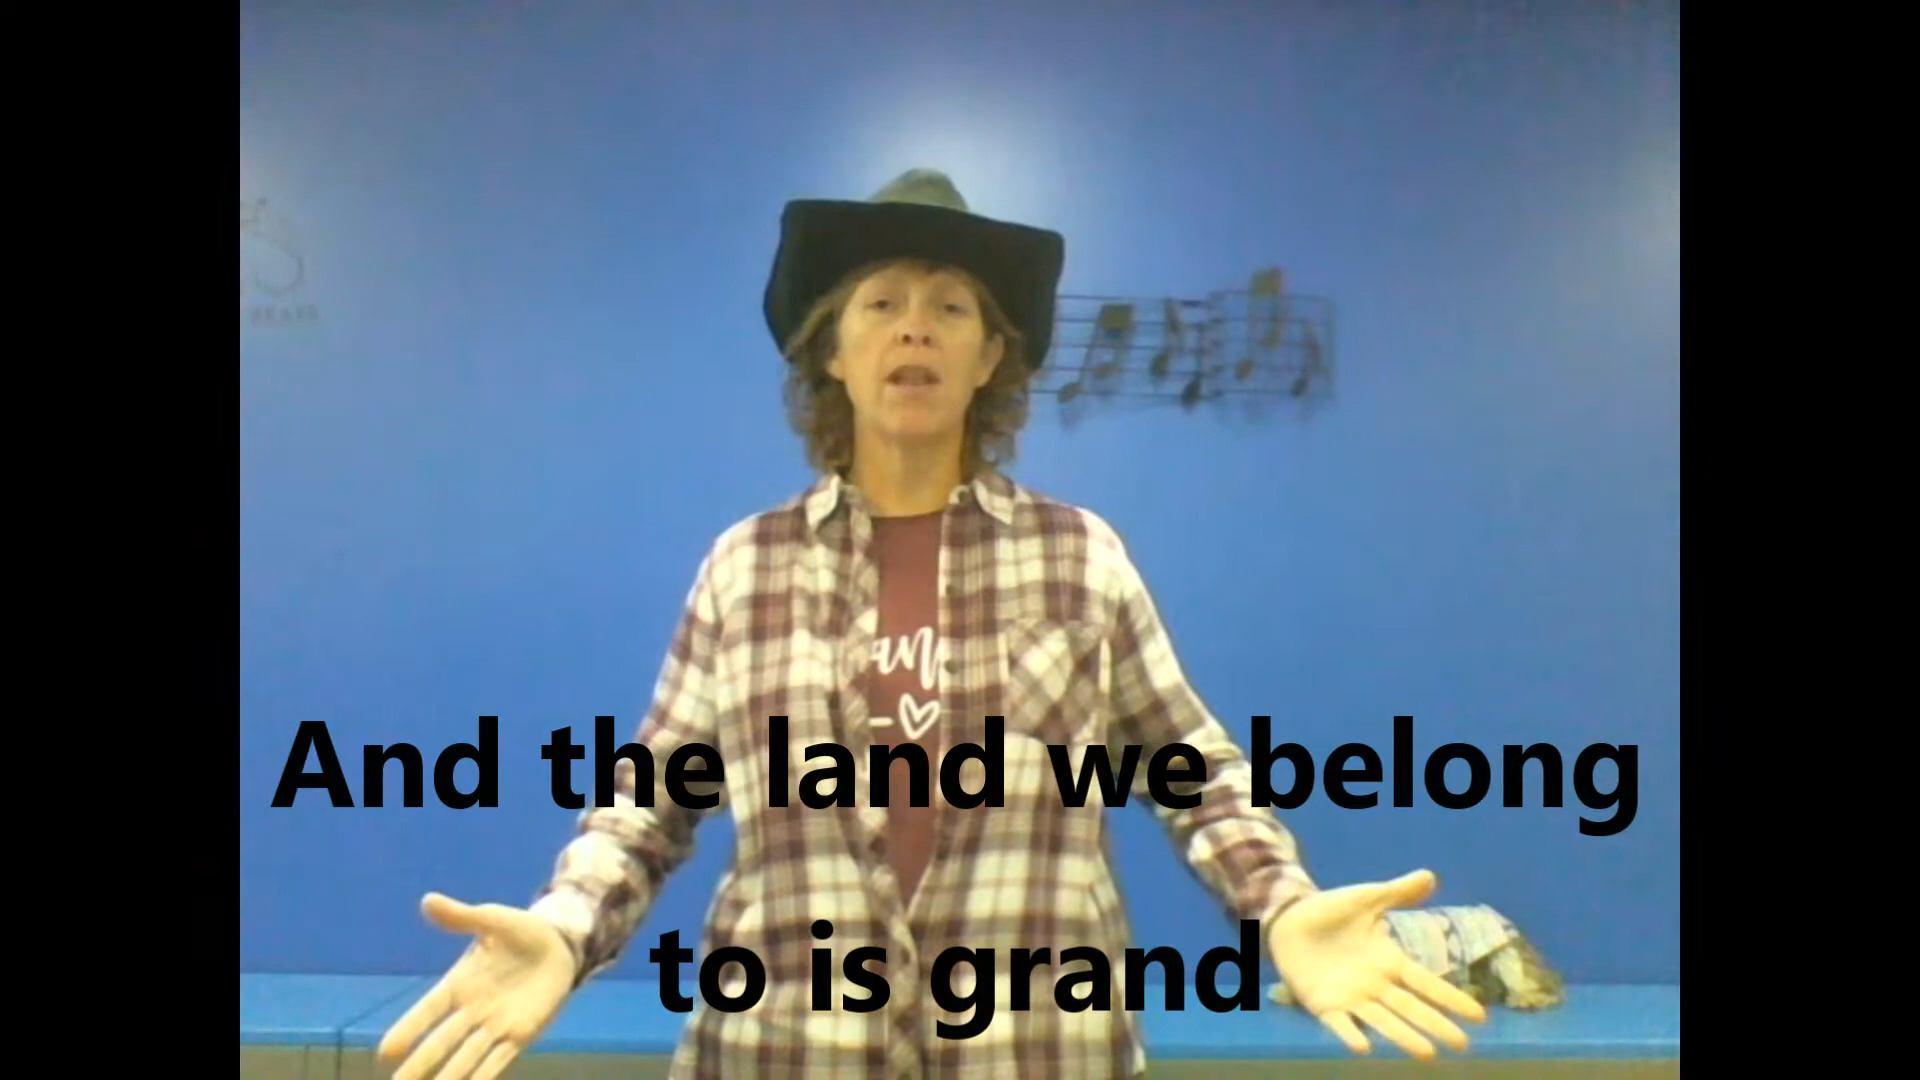 And the land we belong
to is grand